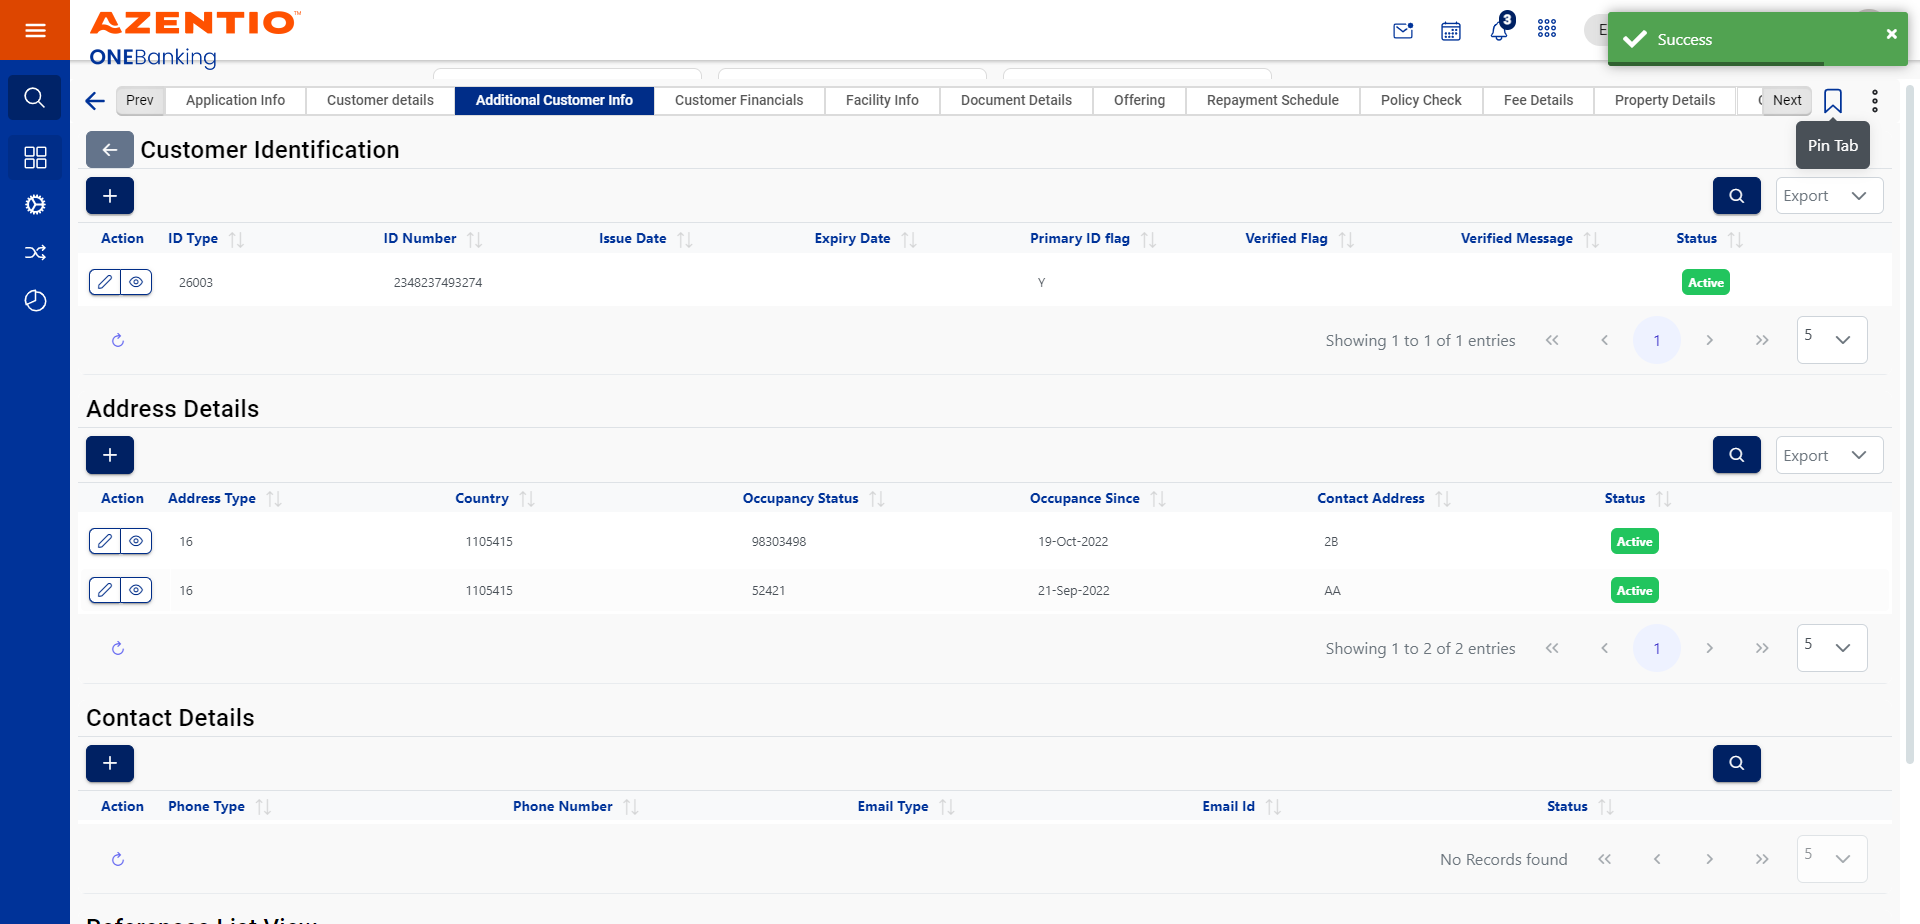 AZENTIO™
ONEBanking
3
E
Success
Prev
Application Info
Customer details
Additional Customer Info
Customer Financials
Facility Info
Document Details
Offering
Repayment Schedule
Policy Check
Fee Details
Property Details
Next
Pin Tab
Customer Identification
Export
Action ID Type ID Number Issue Date Expiry Date Primary ID flag Verified Flag Verified Message Status
26003 2348237493274 Y Active
Showing 1 to 1 of 1 entries 1 5
Address Details
Export
Action Address Type Country Occupancy Status Occupance Since Contact Address Status
16 1105415 98303498 19-Oct-2022 2B Active
16 1105415 52421 21-Sep-2022 AA Active
Showing 1 to 2 of 2 entries 1 5
Contact Details
Action Phone Type Phone Number Email Type Email Id Status
No Records found 5
References List View